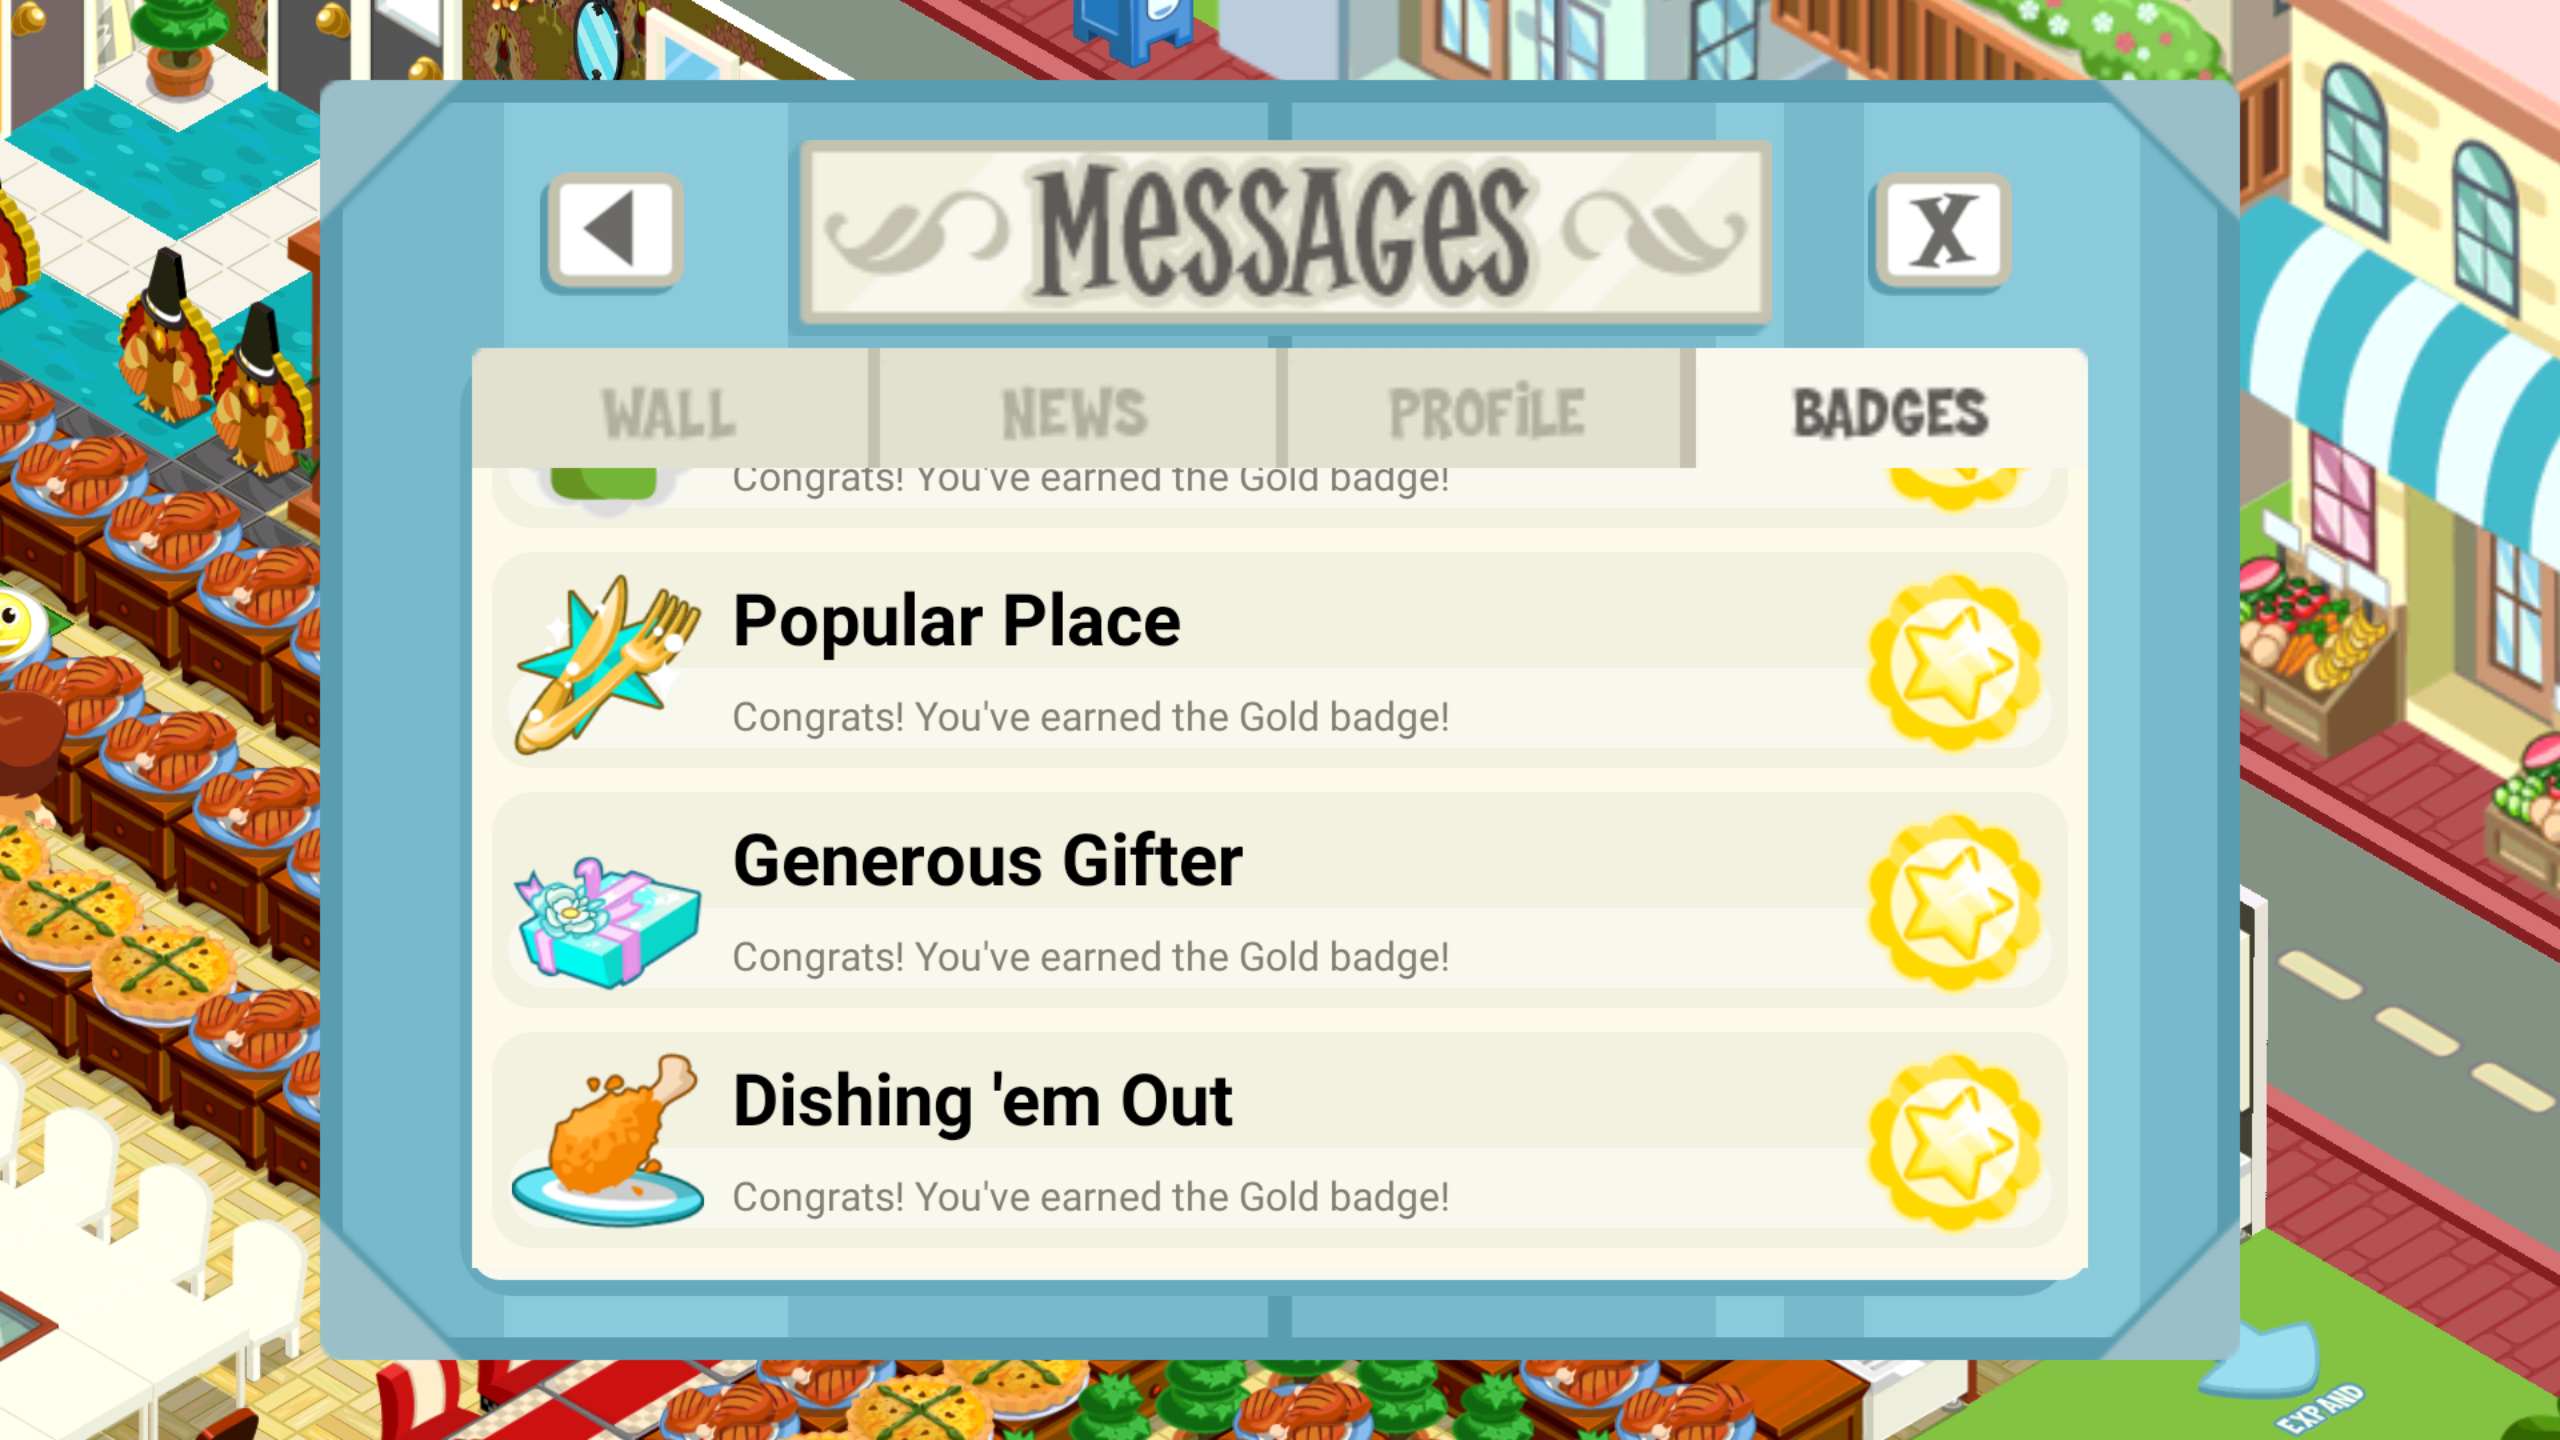 Messages
WALL
NEWS
PROFiLE
BADGES
Congrats! You've earned the Gold badge!
Popular Place
Congrats! You've earned the Gold badge!
Generous Gifter
Congrats! You've earned the Gold badge!
Dishing 'em Out
Congrats! You've earned the Gold badge!
EXPAND